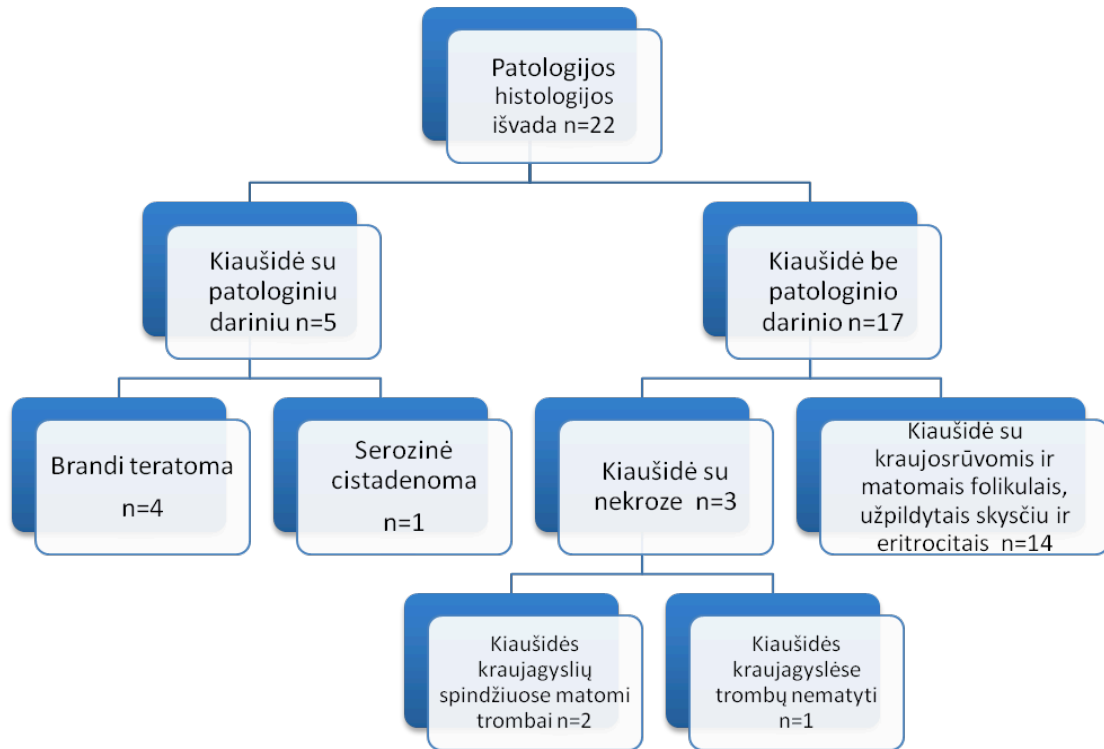 Patologijos
histologijos
išvada n=22
Kiaušidė su
patologiniu
dariniu n=5
Kiaušidė be
patologinio
darinio n=17
Brandi teratoma
n=4
Serozinė
cistadenoma
n=1
Kiaušidė su
nekroze n=3
Kiaušidė su
kraujosrūvomis ir
matomais folikulais,
užpildytais skysčiu ir
eritrocitais n=14
Kiaušidės
kraujagyslių
spindžiuose matomi
trombai n=2
Kiaušidės
kraujagyslėse
trombų nematyti
n=1